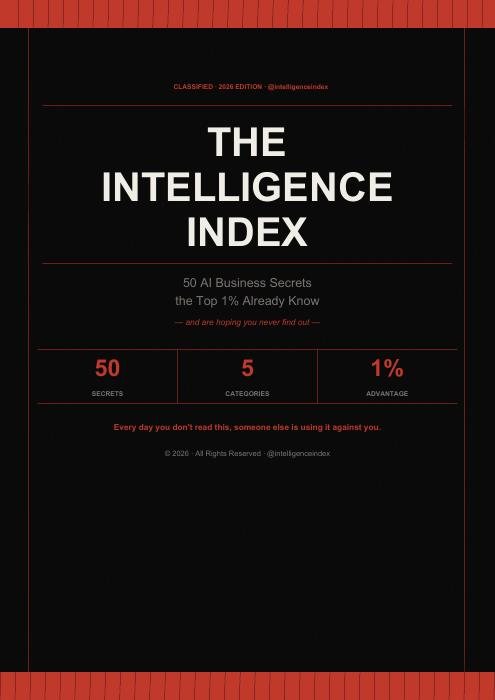 CLASSIFIED · 2026 EDITION · @intelligenceindex
THE
INTELLIGENCE
INDEX
50 AI Business Secrets
the Top 1% Already Know
— and are hoping you never find out —
50
SECRETS
5
CATEGORIES
1%
ADVANTAGE
Every day you don't read this, someone else is using it against you.
© 2026 · All Rights Reserved · @intelligenceindex